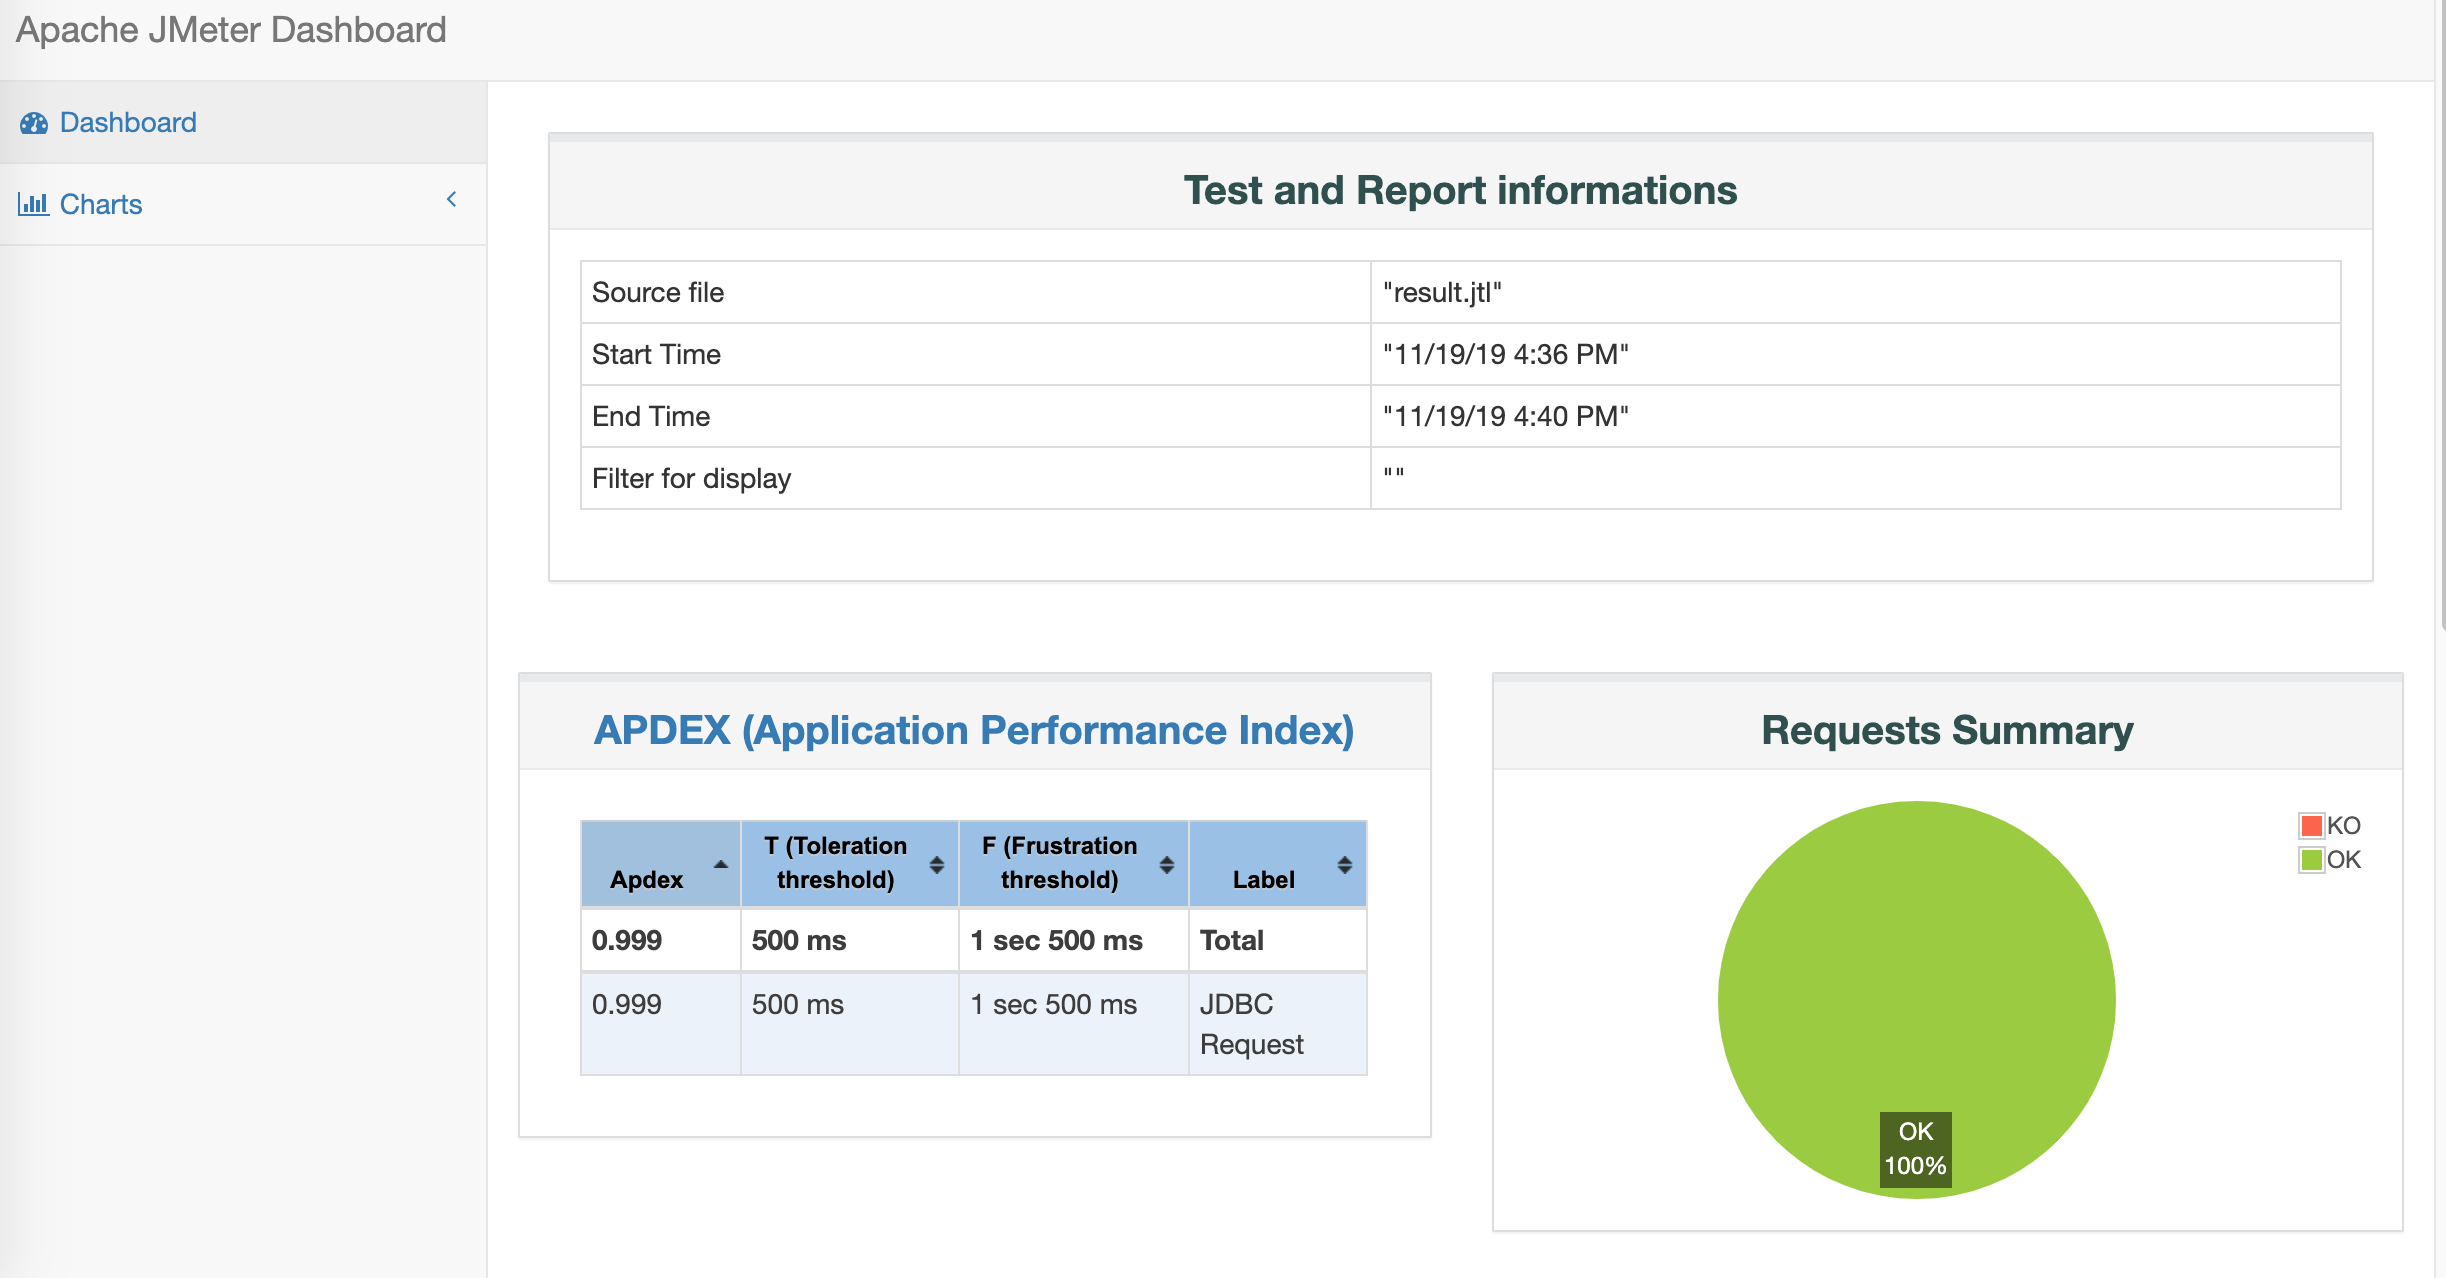 Apache JMeter Dashboard
Dashboard
Charts
Test and Report informations
Source file "result.jtl"
Start Time "11/19/19 4:36 PM"
End Time "11/19/19 4:40 PM"
Filter for display ""
APDEX (Application Performance Index)
Apdex T (Toleration threshold) F (Frustration threshold) Label
0.999 500 ms 1 sec 500 ms Total
0.999 500 ms 1 sec 500 ms JDBC Request
Requests Summary
KO
OK
OK
100%